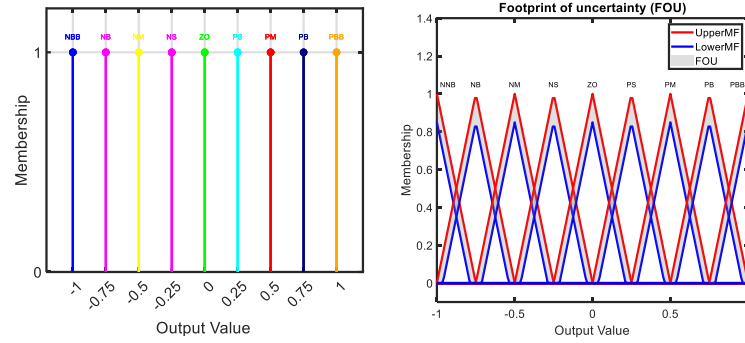 NBB NB NM NS ZO PS PM PB PBB
1
0
Membership
-1 -0.75 -0.5 -0.25 0 0.25 0.5 0.75 1
Output Value
Footprint of uncertainty (FOU)
1.4
1.2
1
0.8
0.6
0.4
0.2
0
Membership
UpperMF
LowerMF
FOU
NNB NB NM NS ZO PS PM PB PBB
-1 -0.5 0 0.5
Output Value